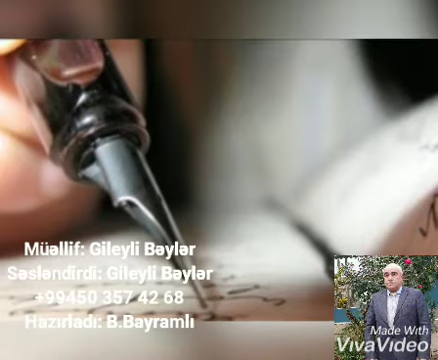 Müəllif: Gileyli Bəylər
Səsləndirdi: Gileyli Bəylər
+99450 357 42 68
Hazırladı: B.Bayramlı
Made With
VivaVideo